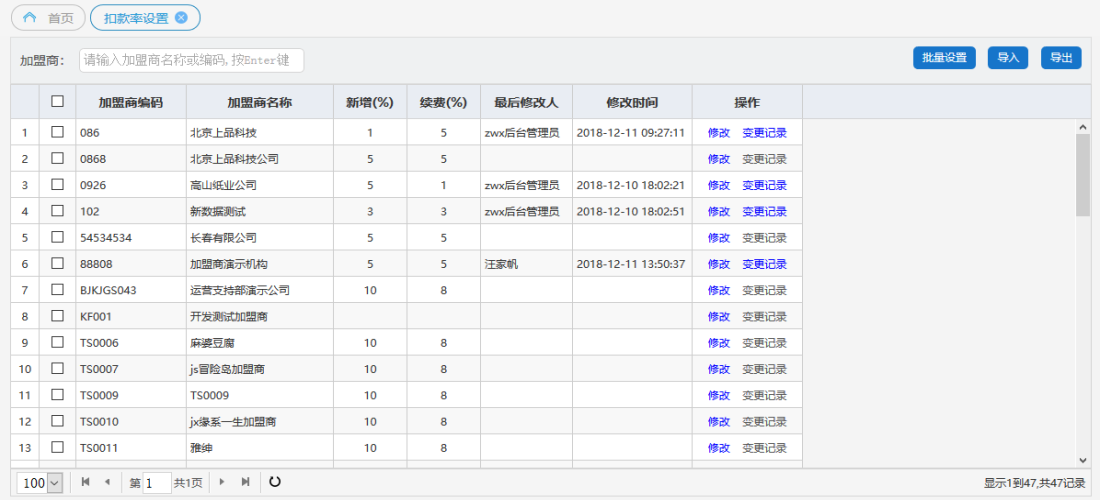 首页 扣款率设置
加盟商: 请输入加盟商名称或编码,按Enter键 批量设置 导入 导出
加盟商编码 加盟商名称 新增(%) 续费(%) 最后修改人 修改时间 操作
1 086 北京上品科技 1 5 zwx后台管理员 2018-12-11 09:27:11 修改 变更记录
2 0868 北京上品科技公司 5 5 修改 变更记录
3 0926 高山纸业公司 5 1 zwx后台管理员 2018-12-10 18:02:21 修改 变更记录
4 102 新数据测试 3 3 zwx后台管理员 2018-12-10 18:02:51 修改 变更记录
5 54534534 长春有限公司 5 5 修改 变更记录
6 88808 加盟商演示机构 5 5 汪家帆 2018-12-11 13:50:37 修改 变更记录
7 BJKJGS043 运营支持部演示公司 10 8 修改 变更记录
8 KF001 开发测试加盟商 修改 变更记录
9 TS0006 麻婆豆腐 10 8 修改 变更记录
10 TS0007 js冒险岛加盟商 10 8 修改 变更记录
11 TS0009 TS0009 10 8 修改 变更记录
12 TS0010 jx缘系一生加盟商 10 8 修改 变更记录
13 TS0011 雅绅 10 8 修改 变更记录
100 第 1 共1页 显示1到47,共47记录